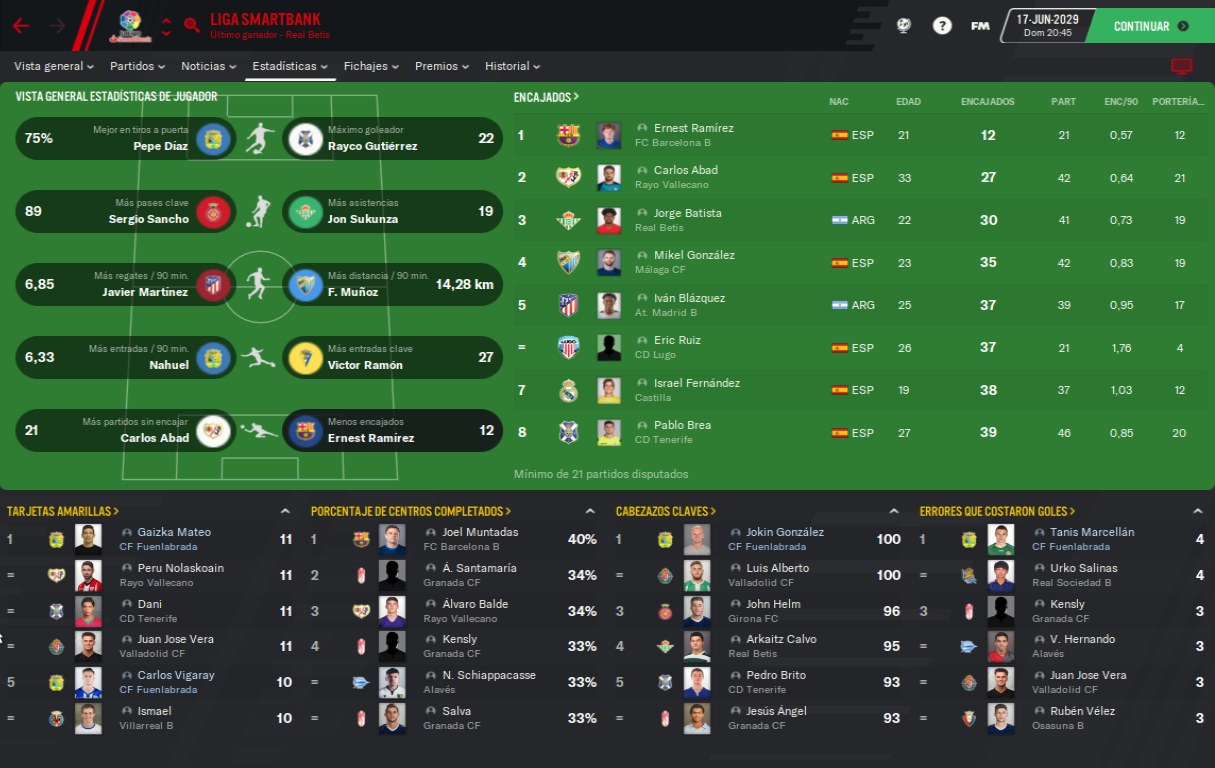 LIGA SMARTBANK
Último ganador - Real Betis
?
FM
17-JUN-2029
Dom 20:45
CONTINUAR
Vista general
Partidos
Noticias
Estadísticas
Fichajes
Premios
Historial
VISTA GENERAL ESTADÍSTICAS DE JUGADOR
75% Mejor en tiros a puerta
Pepe Díaz
Máximo goleador
Rayco Gutiérrez 22
89 Más pases clave
Sergio Sancho
Más asistencias
Jon Sukunza 19
6,85 Más regates / 90 min.
Javier Martínez
Más distancia / 90 min.
F. Muñoz 14,28 km
6,33 Más entradas / 90 min.
Nahuel
Más entradas clave
Víctor Ramón 27
21 Más partidos sin encajar
Carlos Abad
Menos encajados
Ernest Ramírez 12
ENCAJADOS > NAC EDAD ENCAJADOS PART ENC/90 PORTERÍA...
1 Ernest Ramírez ESP 21 12 21 0,57 12
FC Barcelona B
2 Carlos Abad ESP 33 27 42 0,64 21
Rayo Vallecano
3 Jorge Batista ARG 22 30 41 0,73 19
Real Betis
4 Mikel González ESP 23 35 42 0,83 19
Málaga CF
5 Iván Blázquez ARG 25 37 39 0,95 17
At. Madrid B
= Eric Ruiz ESP 26 37 21 1,76 4
CD Lugo
7 Israel Fernández ESP 19 38 37 1,03 12
Castilla
8 Pablo Brea ESP 27 39 46 0,85 20
CD Tenerife
Mínimo de 21 partidos disputados
TARJETAS AMARILLAS >
1 Gaizka Mateo 11
CF Fuenlabrada
= Peru Nolaskoain 11
Rayo Vallecano
= Dani 11
CD Tenerife
= Juan Jose Vera 11
Valladolid CF
5 Carlos Vigaray 10
CF Fuenlabrada
= Ismael 10
Villarreal B
PORCENTAJE DE CENTROS COMPLETADOS >
1 Joel Muntadas 40%
FC Barcelona B
2 Á. Santamaría 34%
Granada CF
3 Álvaro Balde 34%
Rayo Vallecano
4 Kensly 33%
Granada CF
= N. Schiappacasse 33%
Alavés
= Salva 33%
Granada CF
CABEZAZOS CLAVES >
1 Jokin González 100
CF Fuenlabrada
= Luis Alberto 100
Valladolid CF
3 John Helm 96
Girona FC
4 Arkaitz Calvo 95
Real Betis
5 Pedro Brito 93
CD Tenerife
= Jesús Ángel 93
Granada CF
ERRORES QUE COSTARON GOLES >
1 Tanis Marcellán 4
CF Fuenlabrada
= Urko Salinas 4
Real Sociedad B
3 Kensly 3
Granada CF
= V. Hernando 3
Alavés
= Juan Jose Vera 3
Valladolid CF
= Rubén Vélez 3
Osasuna B